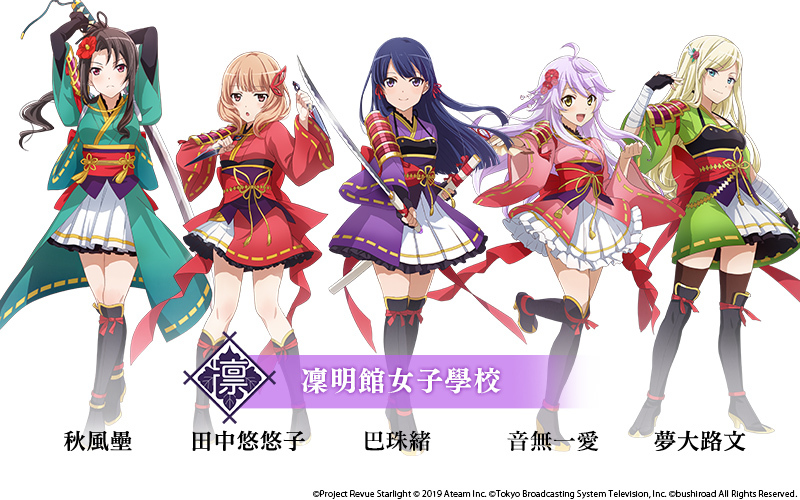 凛
凜明館女子學校
秋風壘
田中悠悠子
巴珠緒
音無一愛
夢大路文
©Project Revue Starlight © 2019 Ateam Inc. ©Tokyo Broadcasting System Television, Inc. ©bushiroad All Rights Reserved.